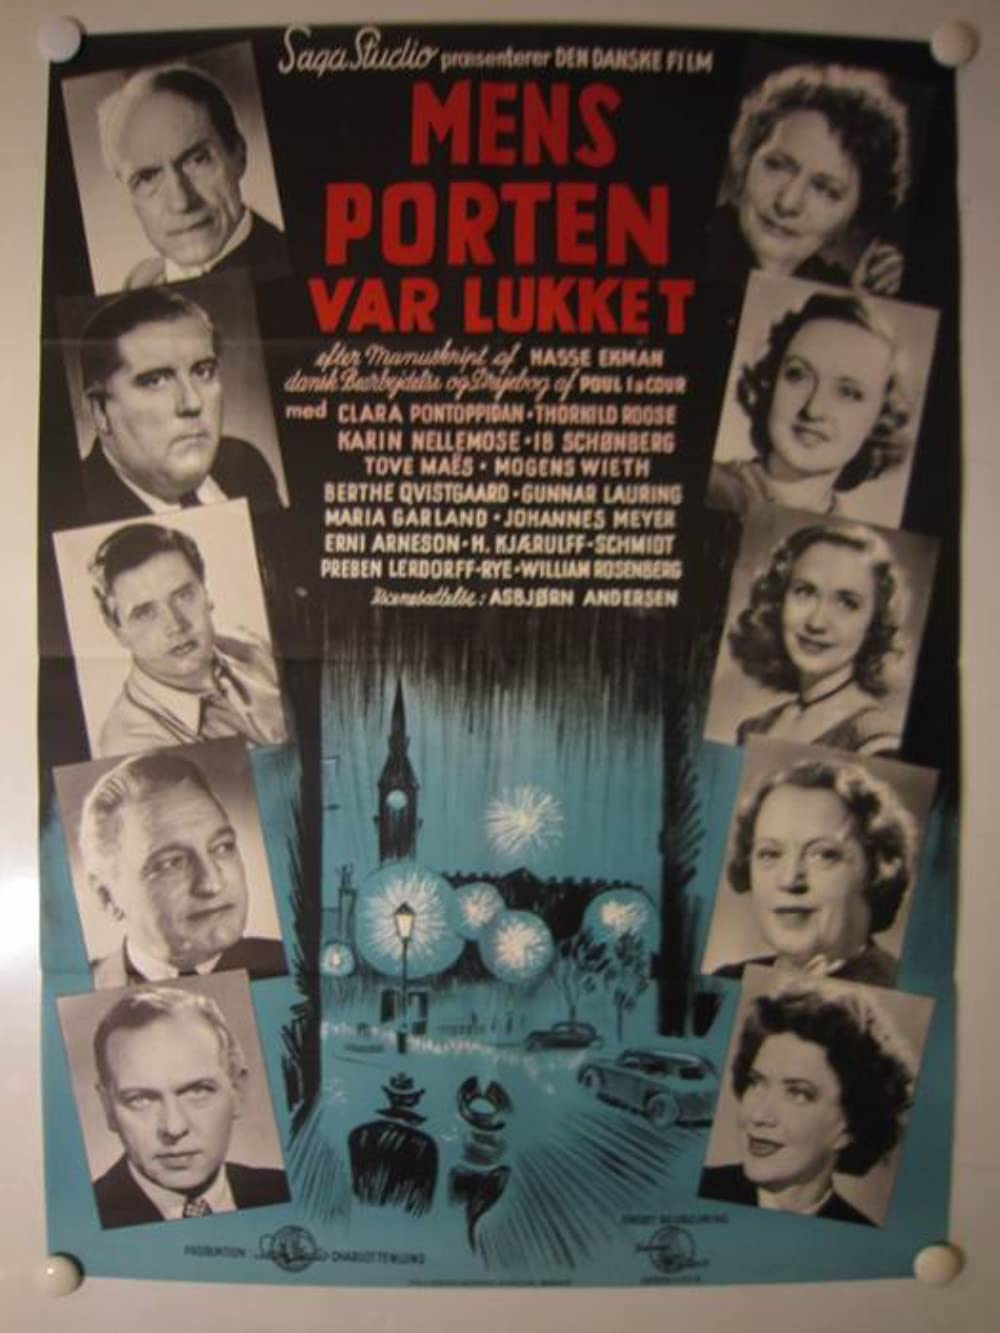 Saga Studio præsenterer DEN DANSKE FILM
MENS
PORTEN
VAR LUKKET
efter Manuskript af HASSE EKMAN
dansk Bearbejdelse og Drejebog af POUL la COUR
med CLARA PONTOPPIDAN · THORKILD ROOSE
KARIN NELLEMOSE · IB SCHØNBERG
TOVE MAËS · MOGENS WIETH
BERTHE QVISTGAARD · GUNNAR LAURING
MARIA GARLAND · JOHANNES MEYER
ERNI ARNESON · H. KJÆRULFF-SCHMIDT
PREBEN LERDORFF-RYE · WILLIAM ROSENBERG
Iscenesættelse: ASBJØRN ANDERSEN
PRODUKTION CHARLOTTENLUND